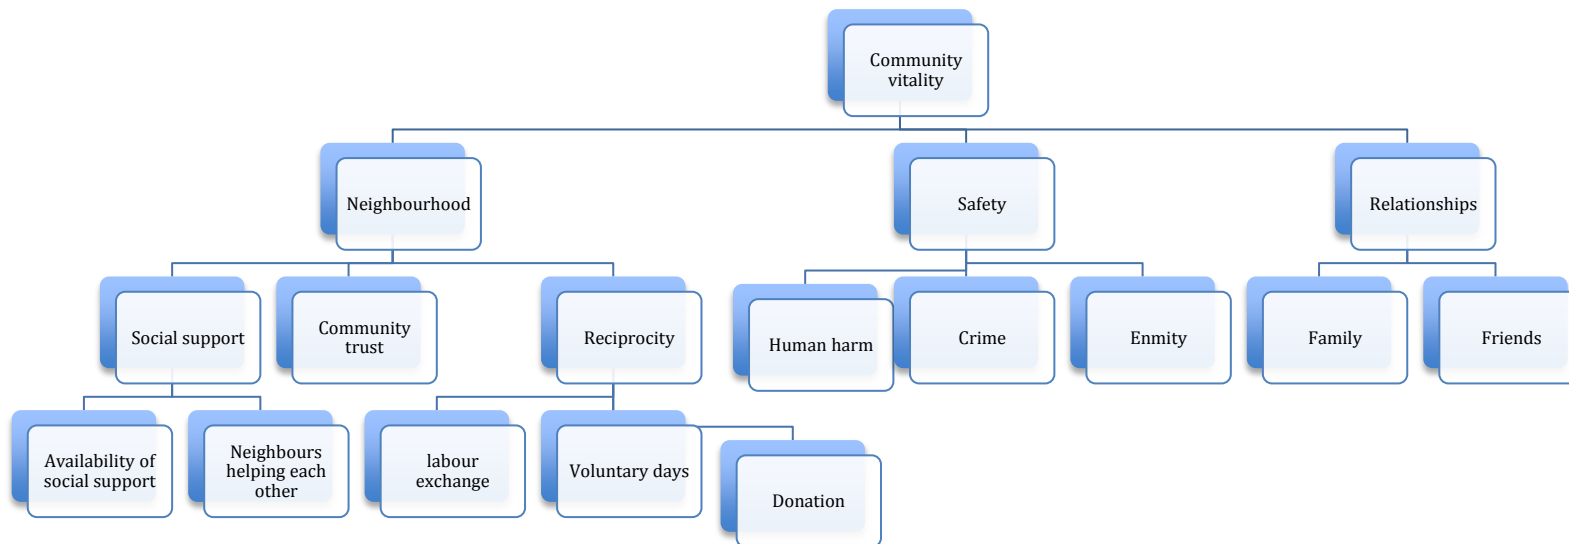 Community
vitality
Neighbourhood
Safety
Relationships
Social support
Community
trust
Reciprocity
Human harm
Crime
Enmity
Family
Friends
Availability of
social support
Neighbours
helping each
other
labour
exchange
Voluntary days
Donation